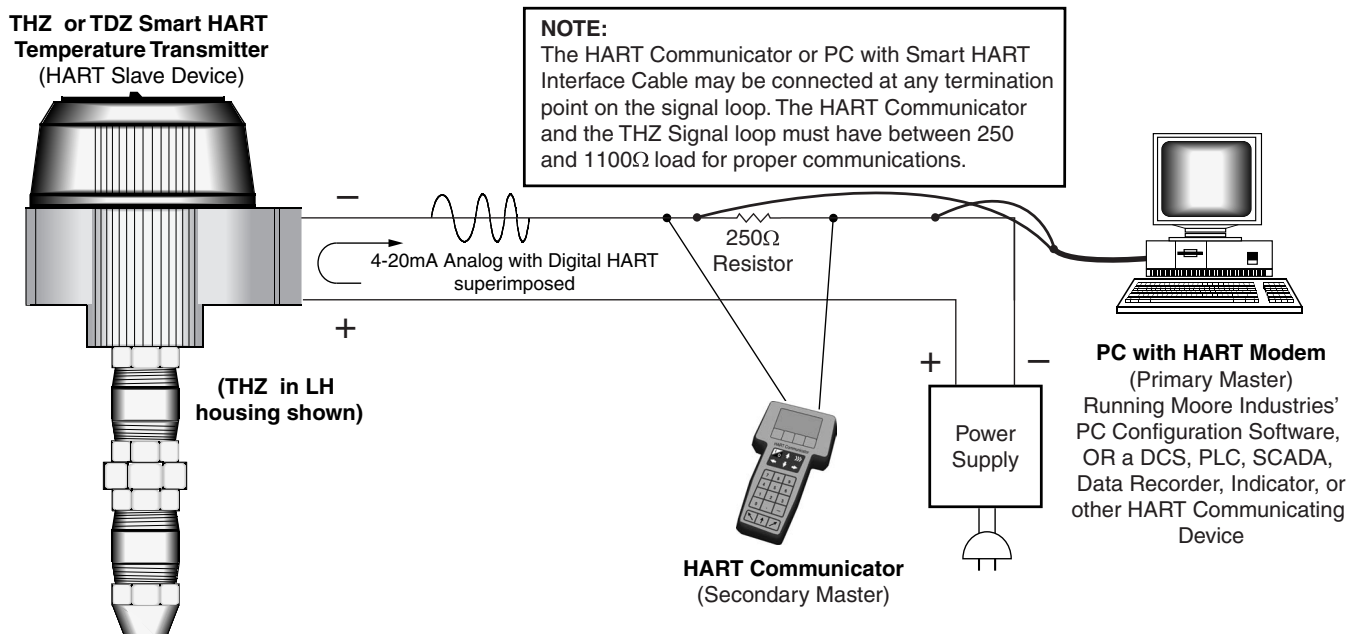 THZ or TDZ Smart HART
Temperature Transmitter
(HART Slave Device)
NOTE:
The HART Communicator or PC with Smart HART
Interface Cable may be connected at any termination
point on the signal loop. The HART Communicator
and the THZ Signal loop must have between 250
and 1100Ω load for proper communications.
−
250Ω
Resistor
4-20mA Analog with Digital HART
superimposed
+
(THZ in LH
housing shown)
+
−
Power
Supply
PC with HART Modem
(Primary Master)
Running Moore Industries’
PC Configuration Software,
OR a DCS, PLC, SCADA,
Data Recorder, Indicator, or
other HART Communicating
Device
HART Communicator
HART Communicator
(Secondary Master)